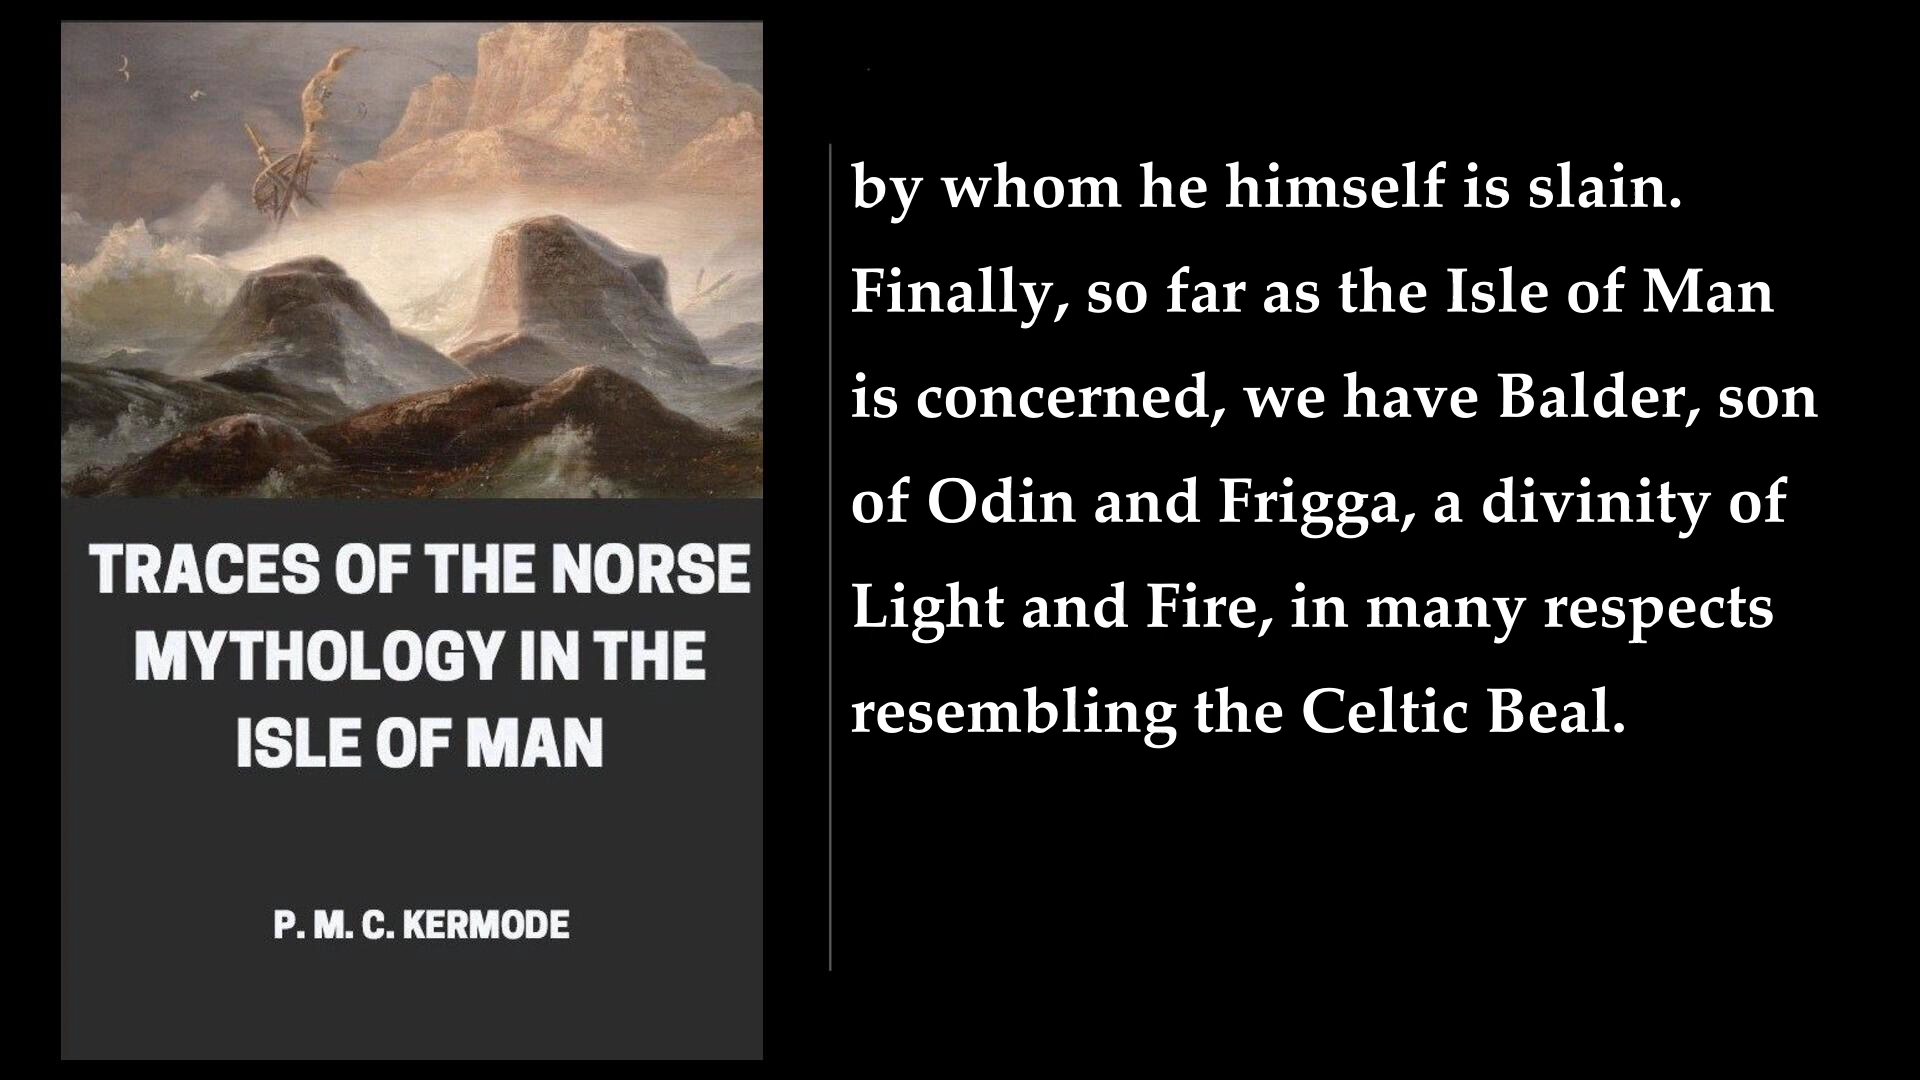 TRACES OF THE NORSE
MYTHOLOGY IN THE
ISLE OF MAN
P. M. C. KERMODE
by whom he himself is slain.
Finally, so far as the Isle of Man
is concerned, we have Balder, son
of Odin and Frigga, a divinity of
Light and Fire, in many respects
resembling the Celtic Beal.